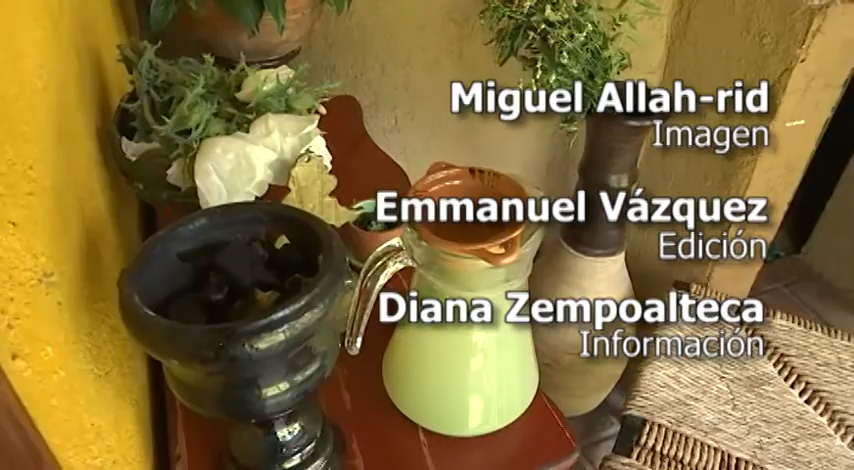 Miguel Allah-rid
Imagen
Emmanuel Vázquez
Edición
Diana Zempoalteca
Información